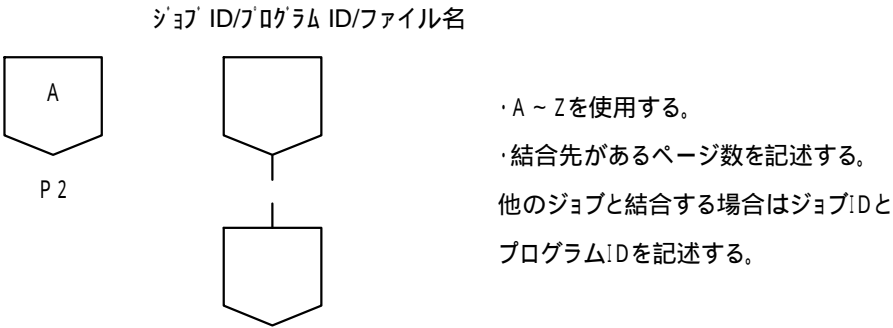 ｼﾞｮﾌﾞ ID/ﾌﾟﾛｸﾞﾗﾑ ID/ファイル名
A
P 2
・A ~ Zを使用する。
・結合先があるページ数を記述する。
他のジョブと結合する場合はジョブIDと
プログラムIDを記述する。